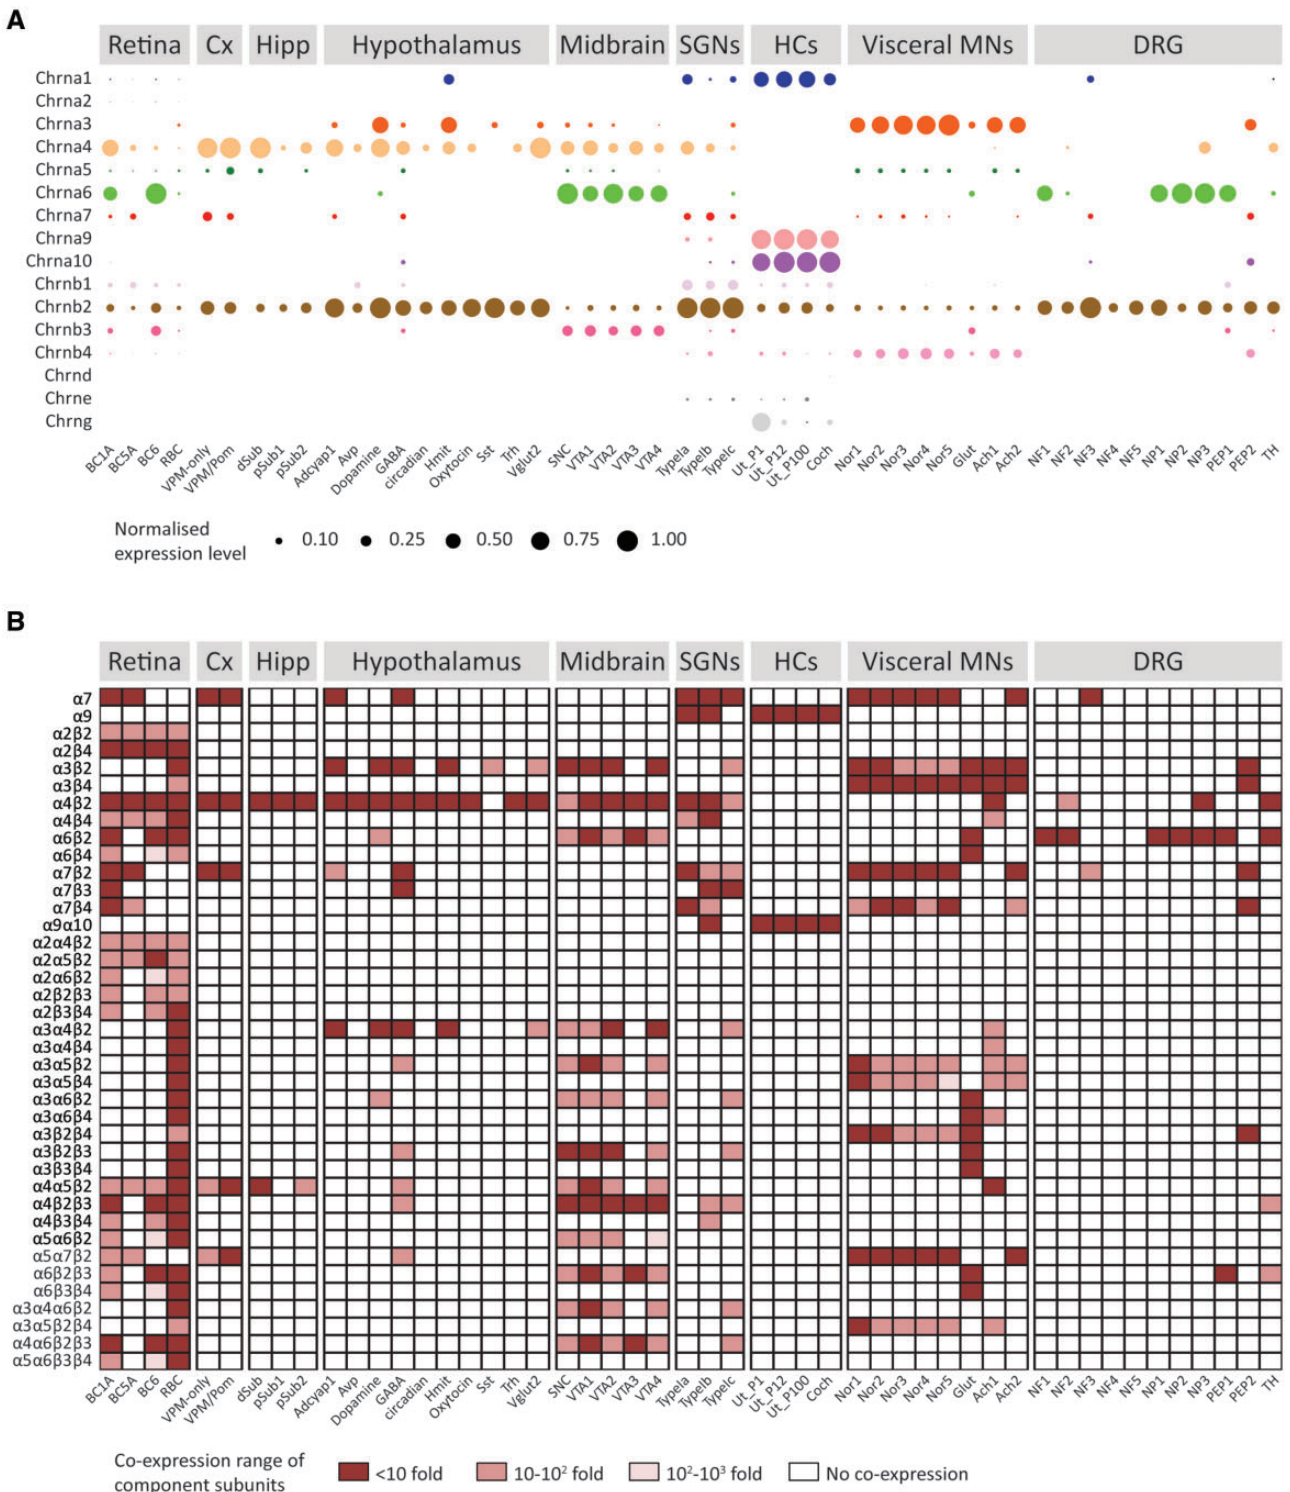 A
Retina Cx Hipp Hypothalamus Midbrain SGNs HCs Visceral MNs DRG
Chrna1
Chrna2
Chrna3
Chrna4
Chrna5
Chrna6
Chrna7
Chrna9
Chrna10
Chrnb1
Chrnb2
Chrnb3
Chrnb4
Chrnd
Chrne
Chrng
BC1A BC5A BC6 RBC VPM-only VPM/Pom dSub pSub1 pSub2 Adcyap1 Avp Dopamine GABA circadian Hmit Oxytocin Sst Trh Vglut2 SNC VTA1 VTA2 VTA3 VTA4 TypeIa TypeIb TypeIc Ut_P1 Ut_P12 Ut_P100 Coch Nor1 Nor2 Nor3 Nor4 Nor5 Glut Ach1 Ach2 NF1 NF2 NF3 NF4 NF5 NP1 NP2 NP3 PEP1 PEP2 TH
Normalised
expression level 0.10 0.25 0.50 0.75 1.00
B
Retina Cx Hipp Hypothalamus Midbrain SGNs HCs Visceral MNs DRG
α7
α9
α2β2
α2β4
α3β2
α3β4
α4β2
α4β4
α6β2
α6β4
α7β2
α7β3
α7β4
α9α10
α2α4β2
α2α5β2
α2α6β2
α2β2β3
α2β3β4
α3α4β2
α3α4β4
α3α5β2
α3α5β4
α3α6β2
α3α6β4
α3β2β4
α3β2β3
α3β3β4
α4α5β2
α4β2β3
α4β3β4
α5α6β2
α5α7β2
α6β2β3
α6β3β4
α3α4α6β2
α3α5β2β4
α4α6β2β3
α5α6β3β4
BC1A BC5A BC6 RBC VPM-only VPM/Pom dSub pSub1 pSub2 Adcyap1 Avp Dopamine GABA circadian Hmit Oxytocin Sst Trh Vglut2 SNC VTA1 VTA2 VTA3 VTA4 TypeIa TypeIb TypeIc Ut_P1 Ut_P12 Ut_P100 Coch Nor1 Nor2 Nor3 Nor4 Nor5 Glut Ach1 Ach2 NF1 NF2 NF3 NF4 NF5 NP1 NP2 NP3 PEP1 PEP2 TH
Co-expression range of
component subunits <10 fold 10-10² fold 10²-10³ fold No co-expression